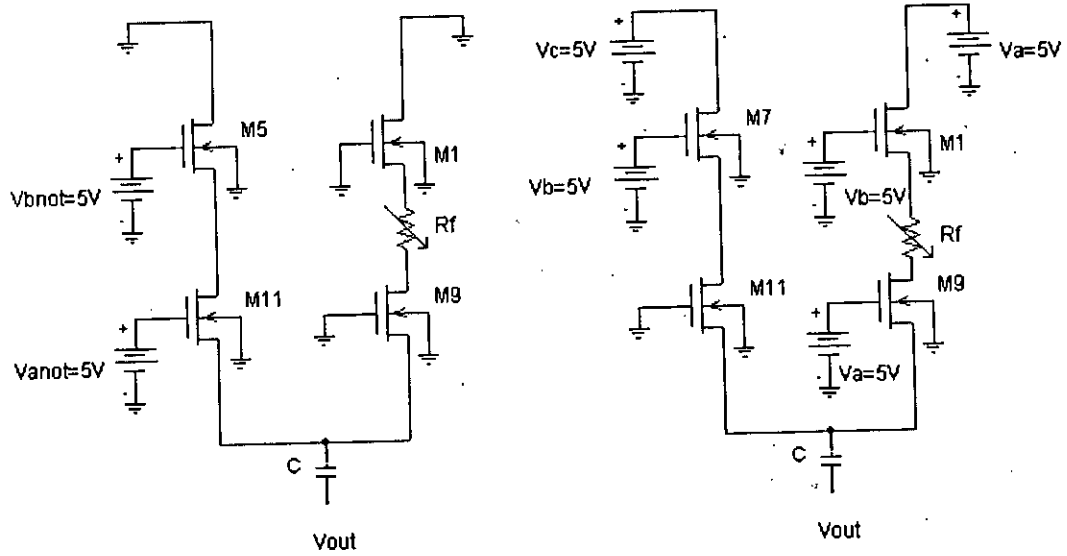 M5
M1
Vbnot=5V
+
-
Rf
M11
M9
Vanot=5V
+
-
C
Vout
Vc=5V
+
-
Va=5V
+
-
M7
M1
Vb=5V
+
-
Vb=5V
+
-
Rf
M11
M9
Va=5V
+
-
C
Vout